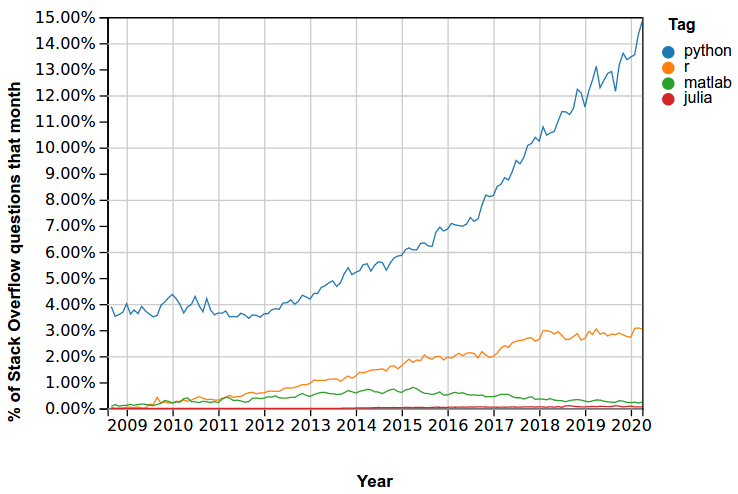 15.00%
14.00%
13.00%
12.00%
11.00%
10.00%
9.00%
8.00%
7.00%
6.00%
5.00%
4.00%
3.00%
2.00%
1.00%
0.00%
% of Stack Overflow questions that month
2009 2010 2011 2012 2013 2014 2015 2016 2017 2018 2019 2020
Year
Tag
python
r
matlab
julia